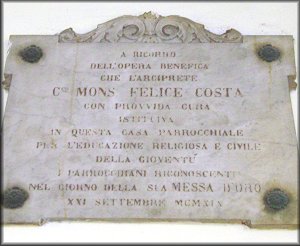 A RICORDO
DELL'OPERA BENEFICA
CHE L'ARCIPRETE
MONS FELICE COSTA
CON PROVVIDA CURA
ISTITUIVA
IN QUESTA CASA PARROCCHIALE
PER L'EDUCAZIONE RELIGIOSA E CIVILE
DELLA GIOVENTÙ
I PARROCCHIANI RICONOSCENTI
NEL GIORNO DELLA SUA MESSA D'ORO
XXI SETTEMBRE MCMXIX